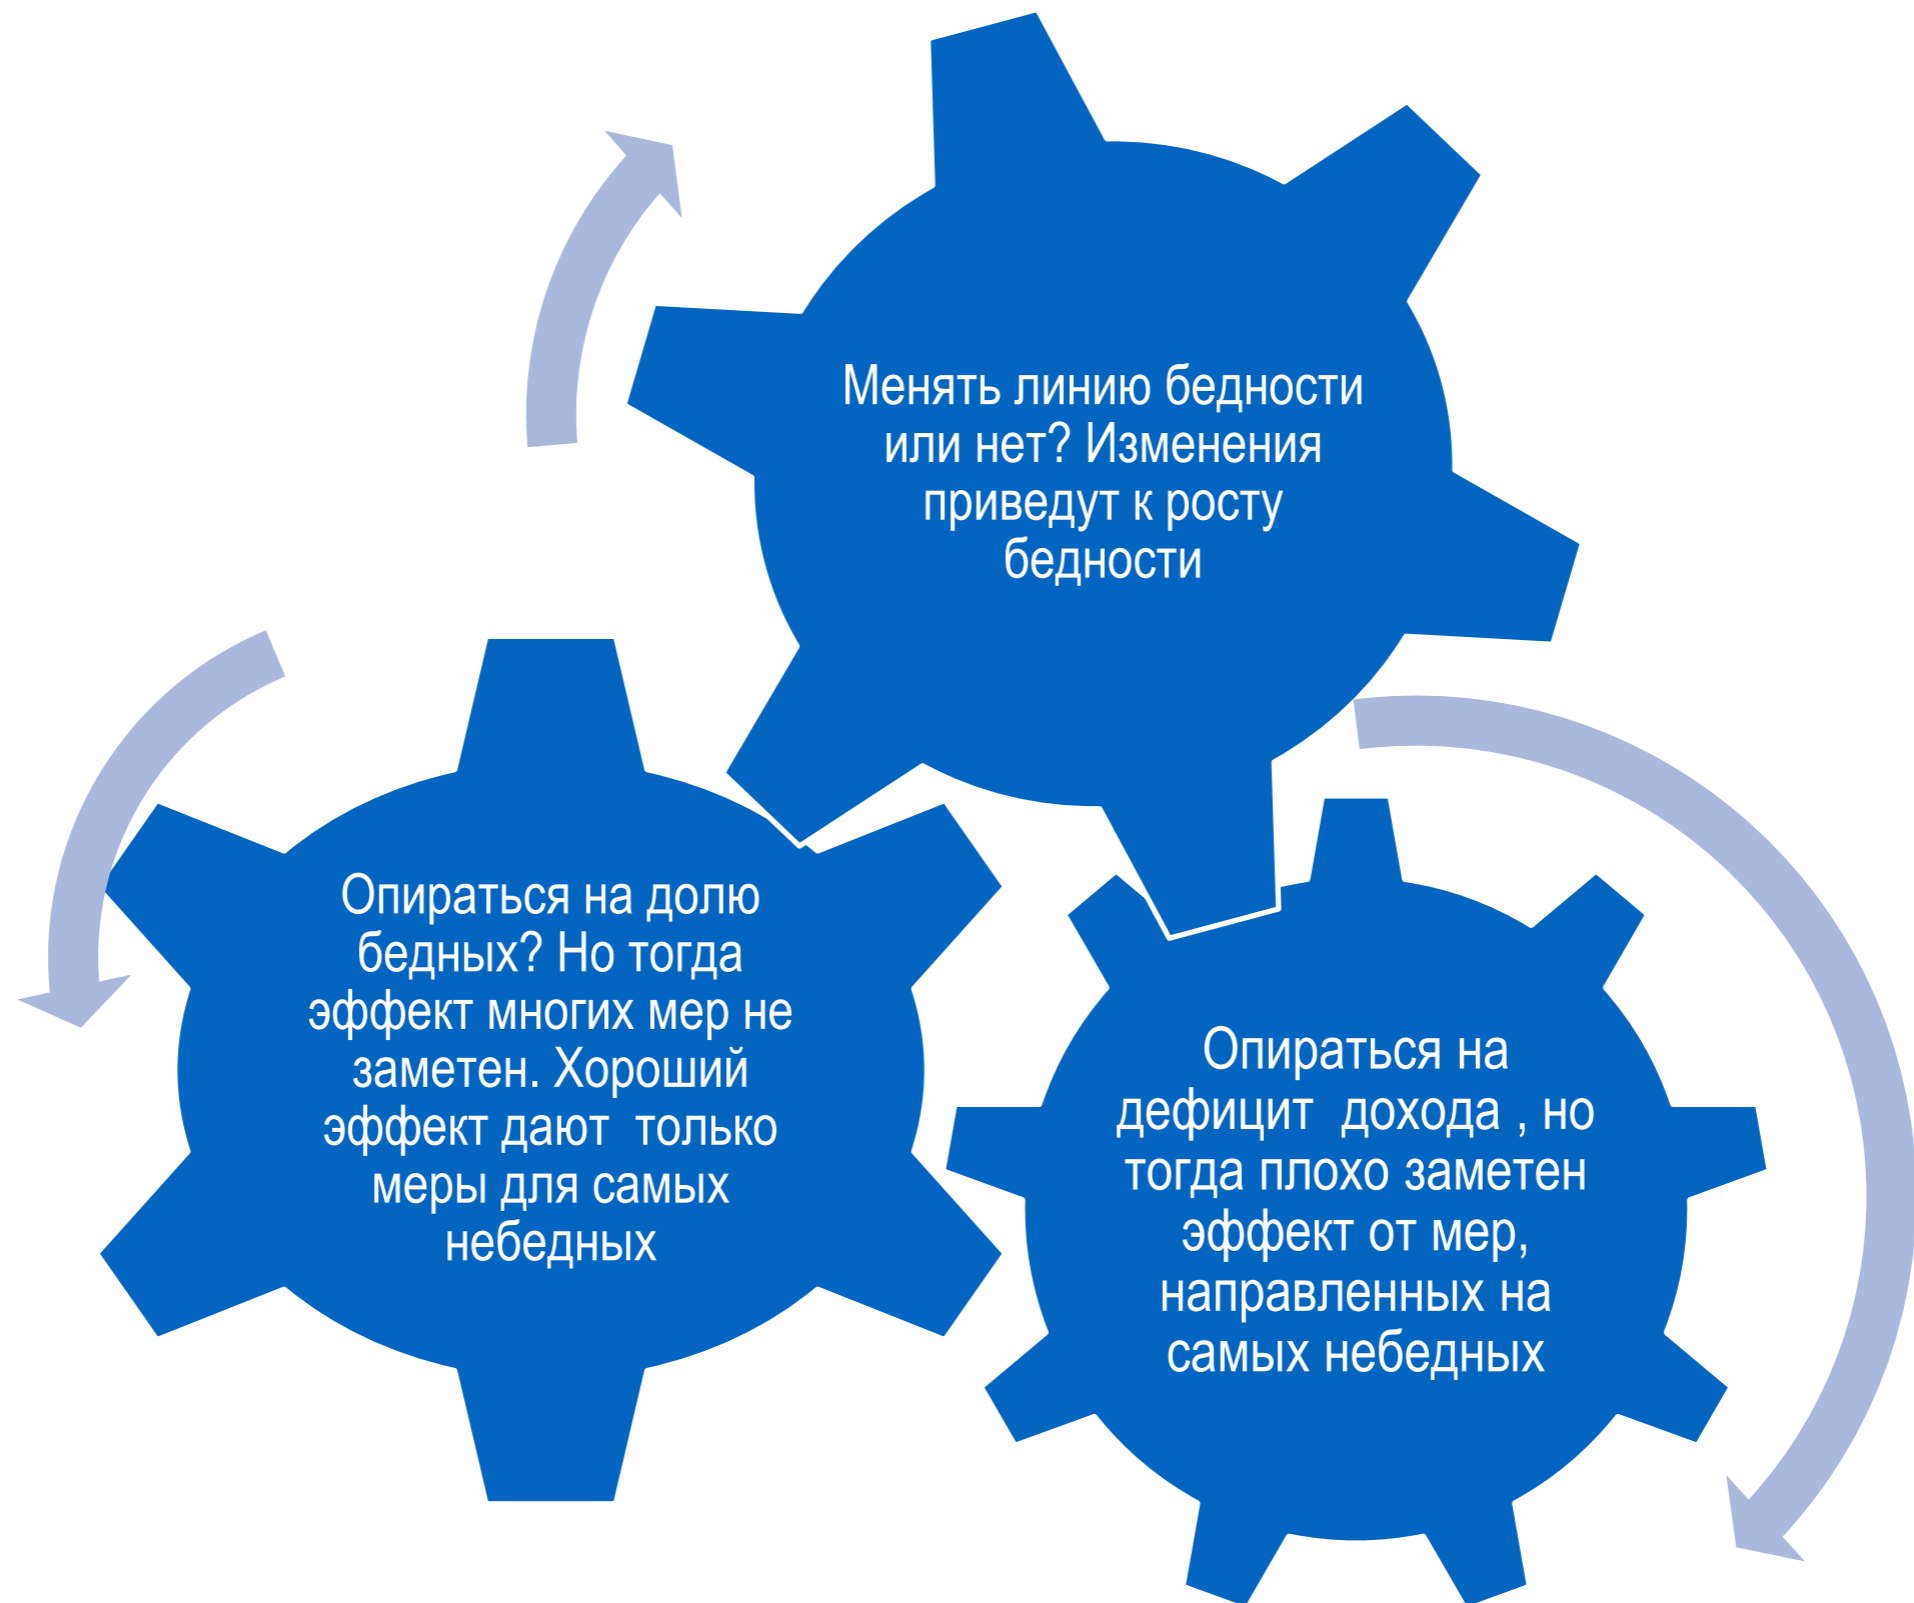 Менять линию бедности
или нет? Изменения
приведут к росту
бедности
Опираться на долю
бедных? Но тогда
эффект многих мер не
заметен. Хороший
эффект дают  только
меры для самых
небедных
Опираться на
дефицит  дохода , но
тогда плохо заметен
эффект от мер,
направленных на
самых небедных